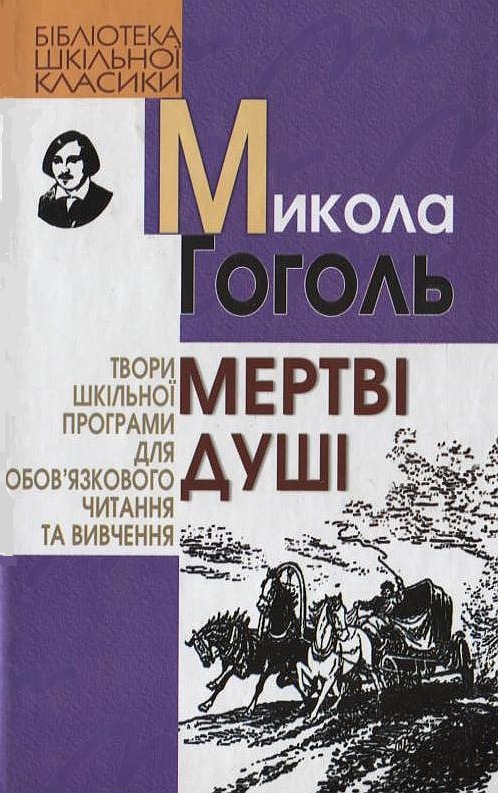 БІБЛІОТЕКА
ШКІЛЬНОЇ
КЛАСИКИ
МИКОЛА
ГОГОЛЬ
МЕРТВІ
ДУШІ
ТВОРИ
ШКІЛЬНОЇ
ПРОГРАМИ
ДЛЯ
ОБОВ'ЯЗКОВОГО
ЧИТАННЯ
ТА ВИВЧЕННЯ